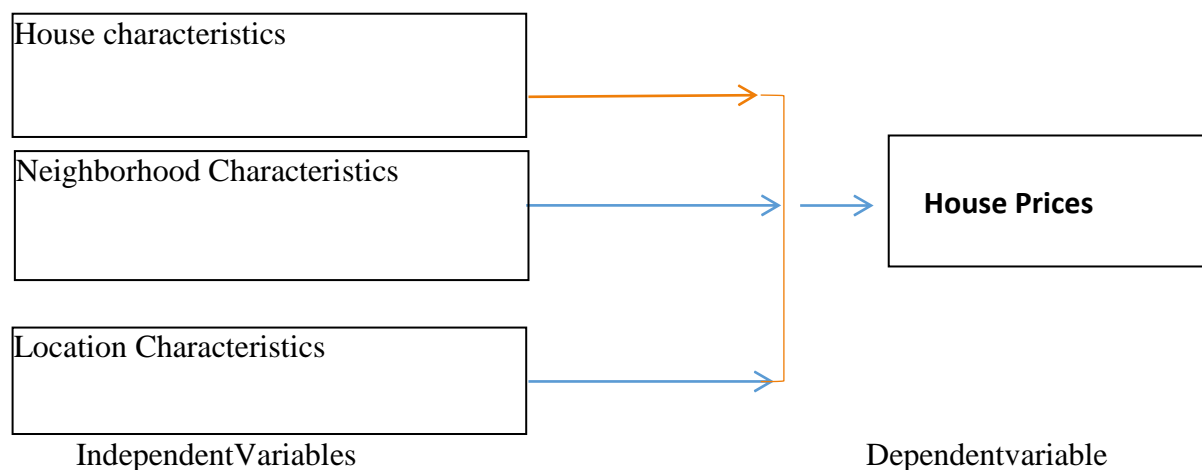 House characteristics
Neighborhood Characteristics
House Prices
Location Characteristics
IndependentVariables
Dependentvariable